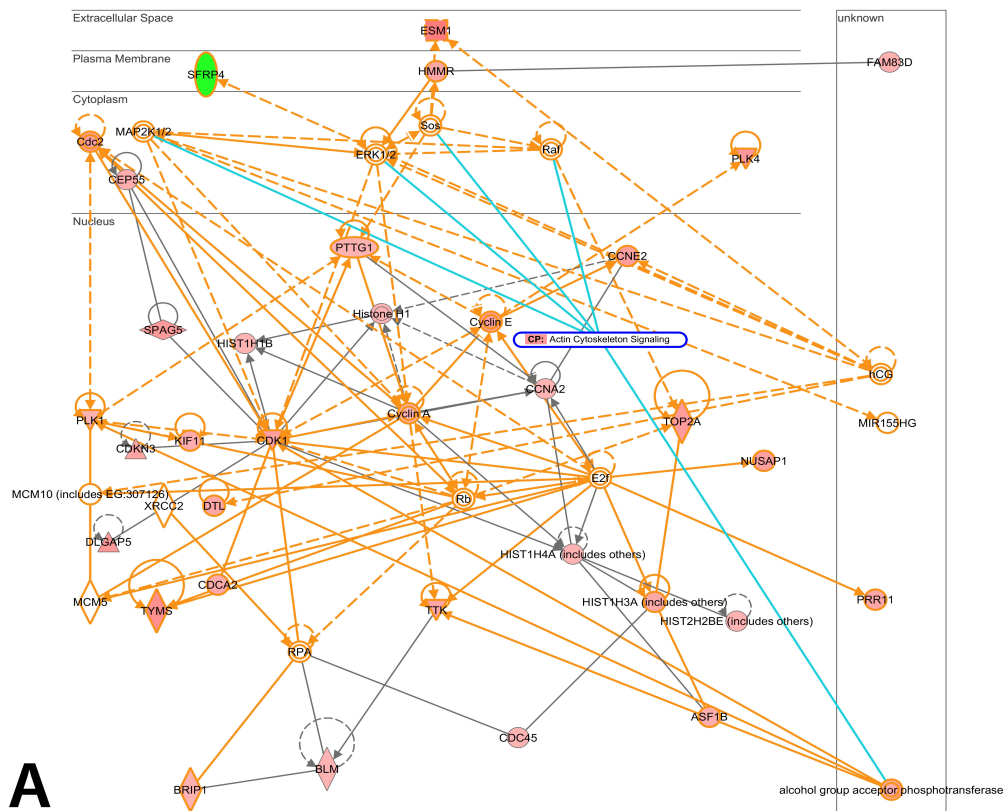 Extracellular Space
unknown
ESM1
Plasma Membrane
FAM83D
HMMR
SFRP4
Cytoplasm
Sos
MAP2K1/2
Cdc2
Raf
ERK1/2
PLK4
CEP55
Nucleus
PTTG1
CCNE2
Histone H1
Cyclin E
SPAG5
HIST1H1B
CP: Actin Cytoskeleton Signaling
hCG
CCNA2
Cyclin A
PLK1
TOP2A
MIR155HG
KIF11
CDK1
CDKN3
NUSAP1
E2f
MCM10 (includes EG:307126)
Rb
XRCC2
DTL
DLGAP5
HIST1H4A (includes others)
CDCA2
MCM5
HIST1H3A (includes others)
PRR11
TYMS
TTK
HIST2H2BE (includes others)
RPA
ASF1B
CDC45
BLM
BRIP1
alcohol group acceptor phosphotransferase
A